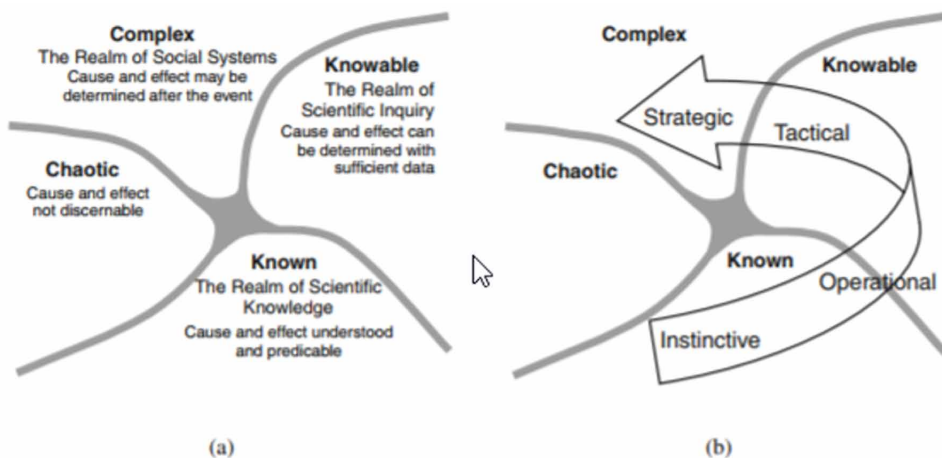 Complex
The Realm of Social Systems
Cause and effect may be
determined after the event
Knowable
The Realm of
Scientific Inquiry
Cause and effect can
be determined with
sufficient data
Chaotic
Cause and effect
not discernable
Known
The Realm of Scientific
Knowledge
Cause and effect understood
and predicable
(a)
Complex
Knowable
Strategic
Tactical
Chaotic
Known
Operational
Instinctive
(b)